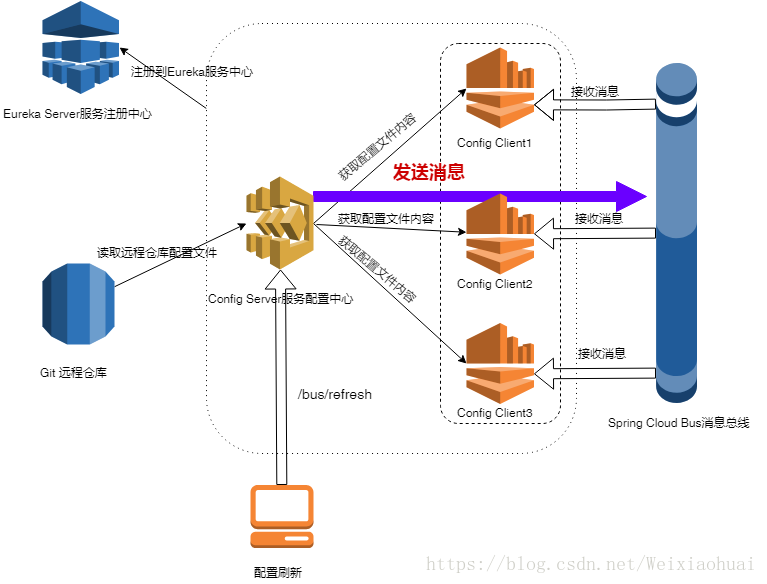 注册到Eureka服务中心
Eureka Server服务注册中心
获取配置文件内容
Config Client1
接收消息
发送消息
获取配置文件内容
接收消息
读取远程仓库配置文件
获取配置文件内容
Config Client2
Config Server服务配置中心
Git 远程仓库
接收消息
/bus/refresh
Config Client3
Spring Cloud Bus消息总线
配置刷新
https://blog.csdn.net/Weixiaohuai